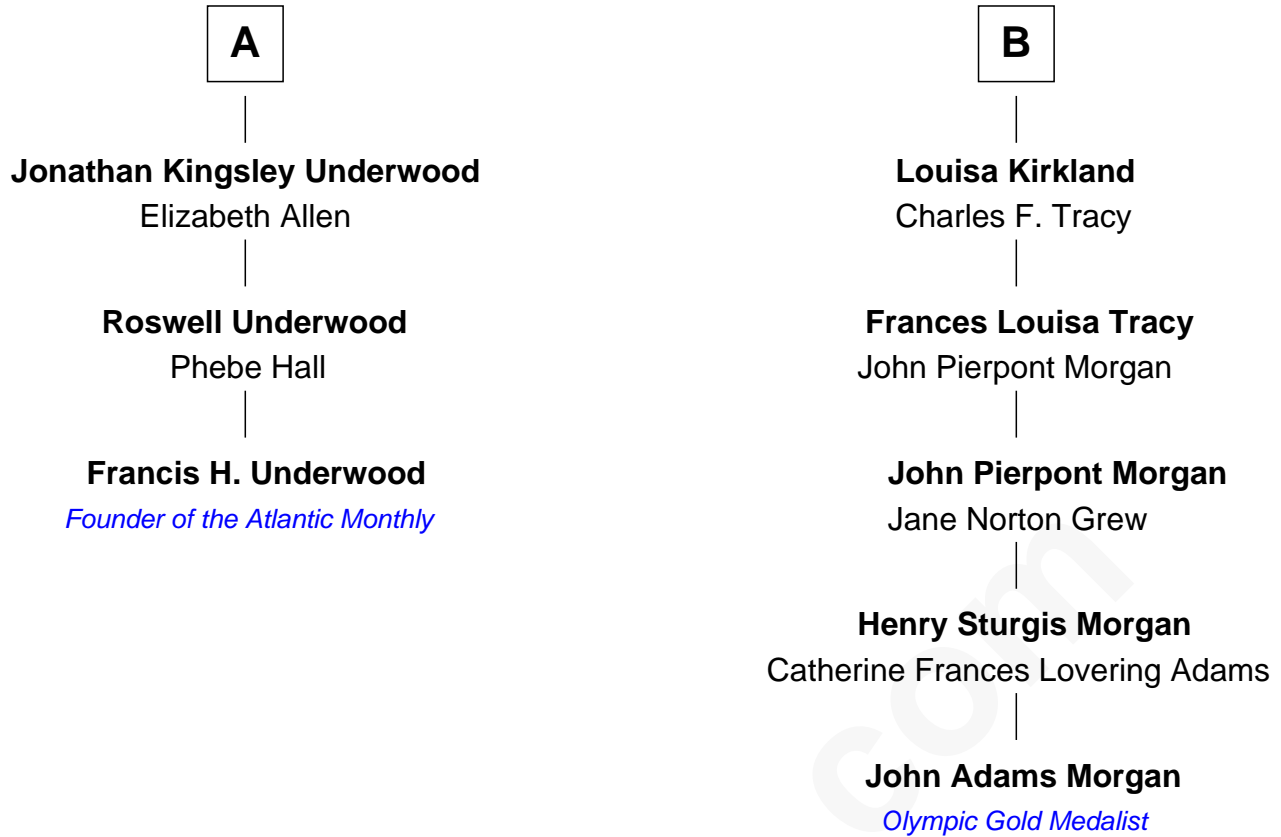 A
Jonathan Kingsley Underwood
Elizabeth Allen
Roswell Underwood
Phebe Hall
Francis H. Underwood
Founder of the Atlantic Monthly
B
Louisa Kirkland
Charles F. Tracy
Frances Louisa Tracy
John Pierpont Morgan
John Pierpont Morgan
Jane Norton Grew
Henry Sturgis Morgan
Catherine Frances Lovering Adams
John Adams Morgan
Olympic Gold Medalist
com